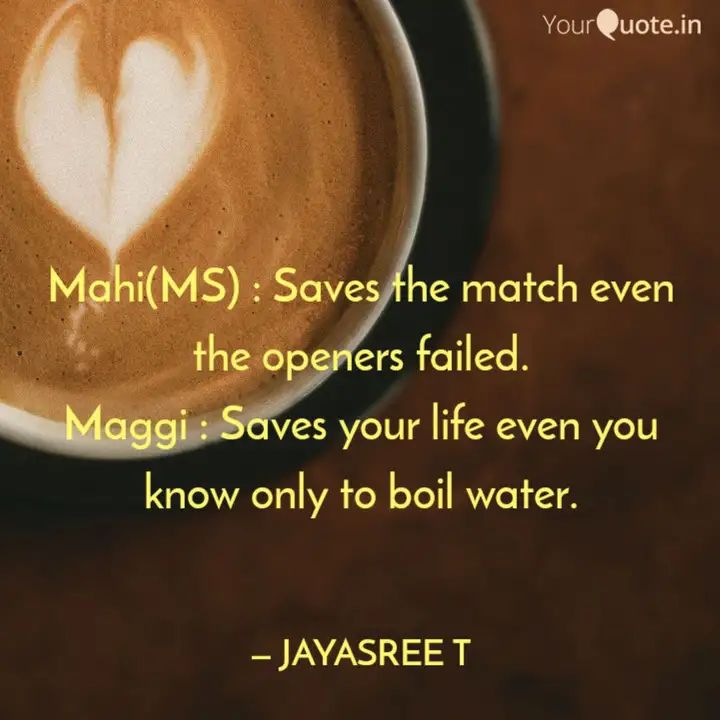 YourQuote.in
Mahi(MS) : Saves the match even
the openers failed.
Maggi : Saves your life even you
know only to boil water.
– JAYASREE T